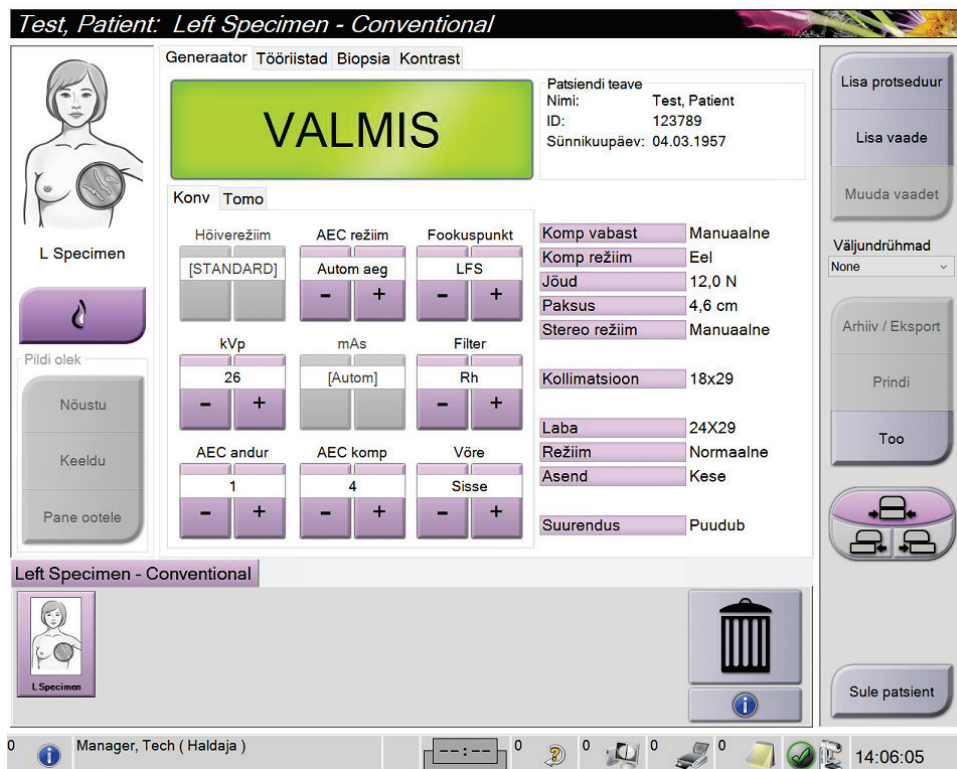 Test, Patient: Left Specimen - Conventional
L Specimen
Pildi olek
Nõustu
Keeldu
Pane ootele
Generaator Tööriistad Biopsia Kontrast
VALMIS
Patsiendi teave
Nimi: Test, Patient
ID: 123789
Sünnikuupäev: 04.03.1957
Konv Tomo
Hõiverežiim AEC režiim Fookuspunkt
[STANDARD] Autom aeg LFS
- + - +
kVp mAs Filter
26 [Autom] Rh
- + - +
AEC andur AEC komp Võre
1 4 Sisse
- + - + - +
Komp vabast Manuaalne
Komp režiim Eel
Jõud 12,0 N
Paksus 4,6 cm
Stereo režiim Manuaalne
Kollimatsioon 18x29
Laba 24X29
Režiim Normaalne
Asend Kese
Suurendus Puudub
Lisa protseduur
Lisa vaade
Muuda vaadet
Väljundrühmad
None
Arhiiv / Eksport
Prindi
Too
Left Specimen - Conventional
L Specimen
Sule patsient
0 Manager, Tech ( Haldaja ) --:-- 0 0 0 0 14:06:05